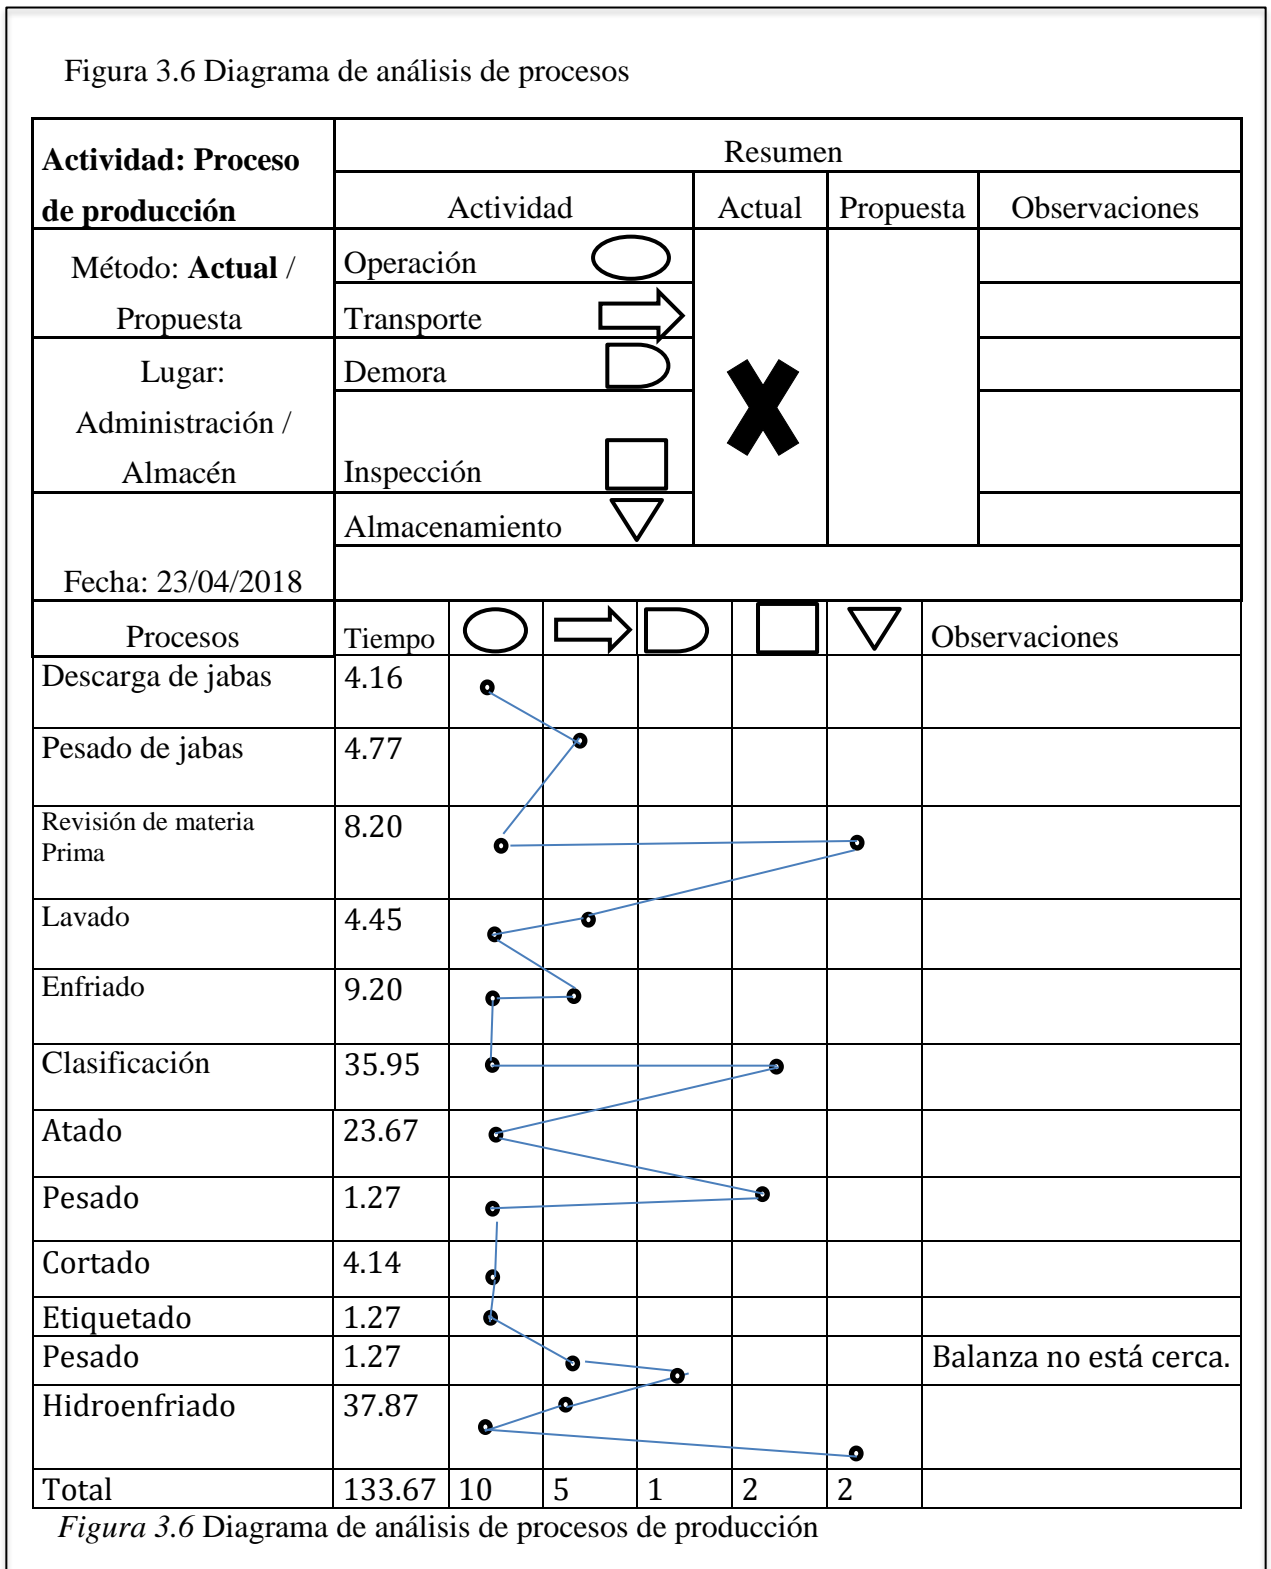 Figura 3.6 Diagrama de análisis de procesos
Actividad: Proceso de producción
Resumen
Actividad Actual Propuesta Observaciones
Método: Actual / Propuesta
Operación
Transporte
Lugar: Administración / Almacén
Demora
Inspección
Almacenamiento
Fecha: 23/04/2018
Procesos Tiempo Observaciones
Descarga de jabas 4.16
Pesado de jabas 4.77
Revisión de materia Prima 8.20
Lavado 4.45
Enfriado 9.20
Clasificación 35.95
Atado 23.67
Pesado 1.27
Cortado 4.14
Etiquetado 1.27
Pesado 1.27 Balanza no está cerca.
Hidroenfriado 37.87
Total 133.67 10 5 1 2 2
Figura 3.6 Diagrama de análisis de procesos de producción